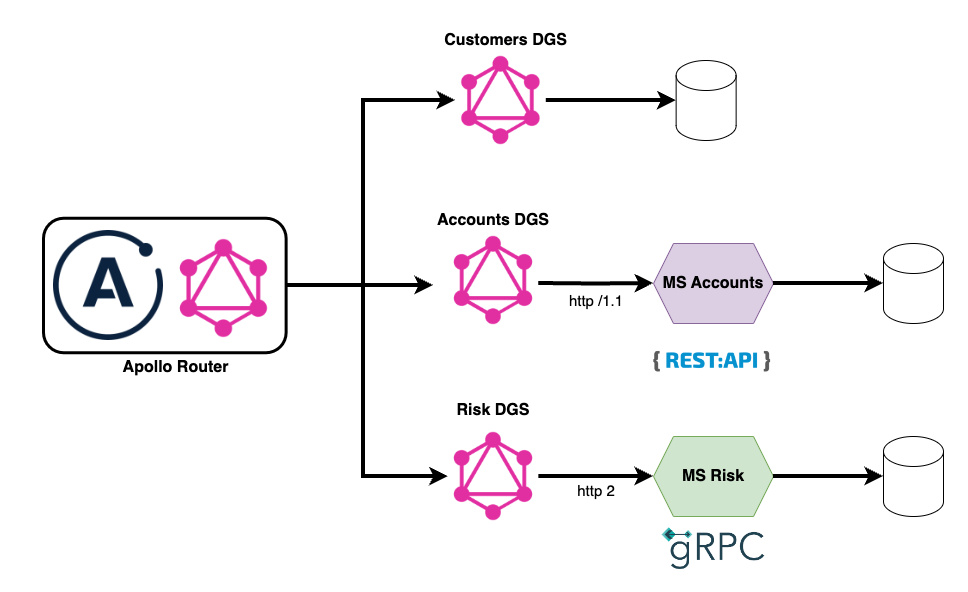 Customers DGS
Accounts DGS
http /1.1
MS Accounts
{ REST:API }
A
Apollo Router
Risk DGS
http 2
MS Risk
gRPC